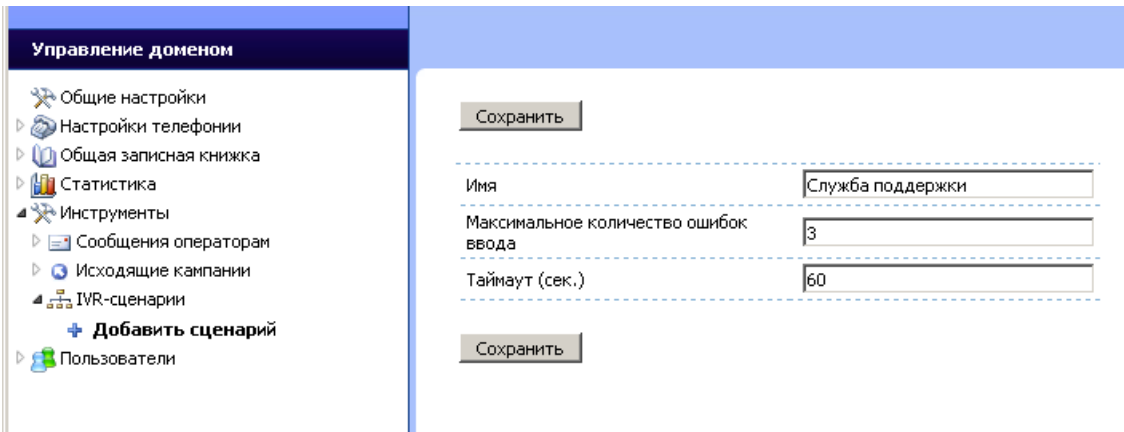 Управление доменом
Общие настройки
Настройки телефонии
Общая записная книжка
Статистика
Инструменты
Сообщения операторам
Исходящие кампании
IVR-сценарии
Добавить сценарий
Пользователи
Сохранить
Имя
Служба поддержки
Максимальное количество ошибок
ввода
3
Таймаут (сек.)
60
Сохранить